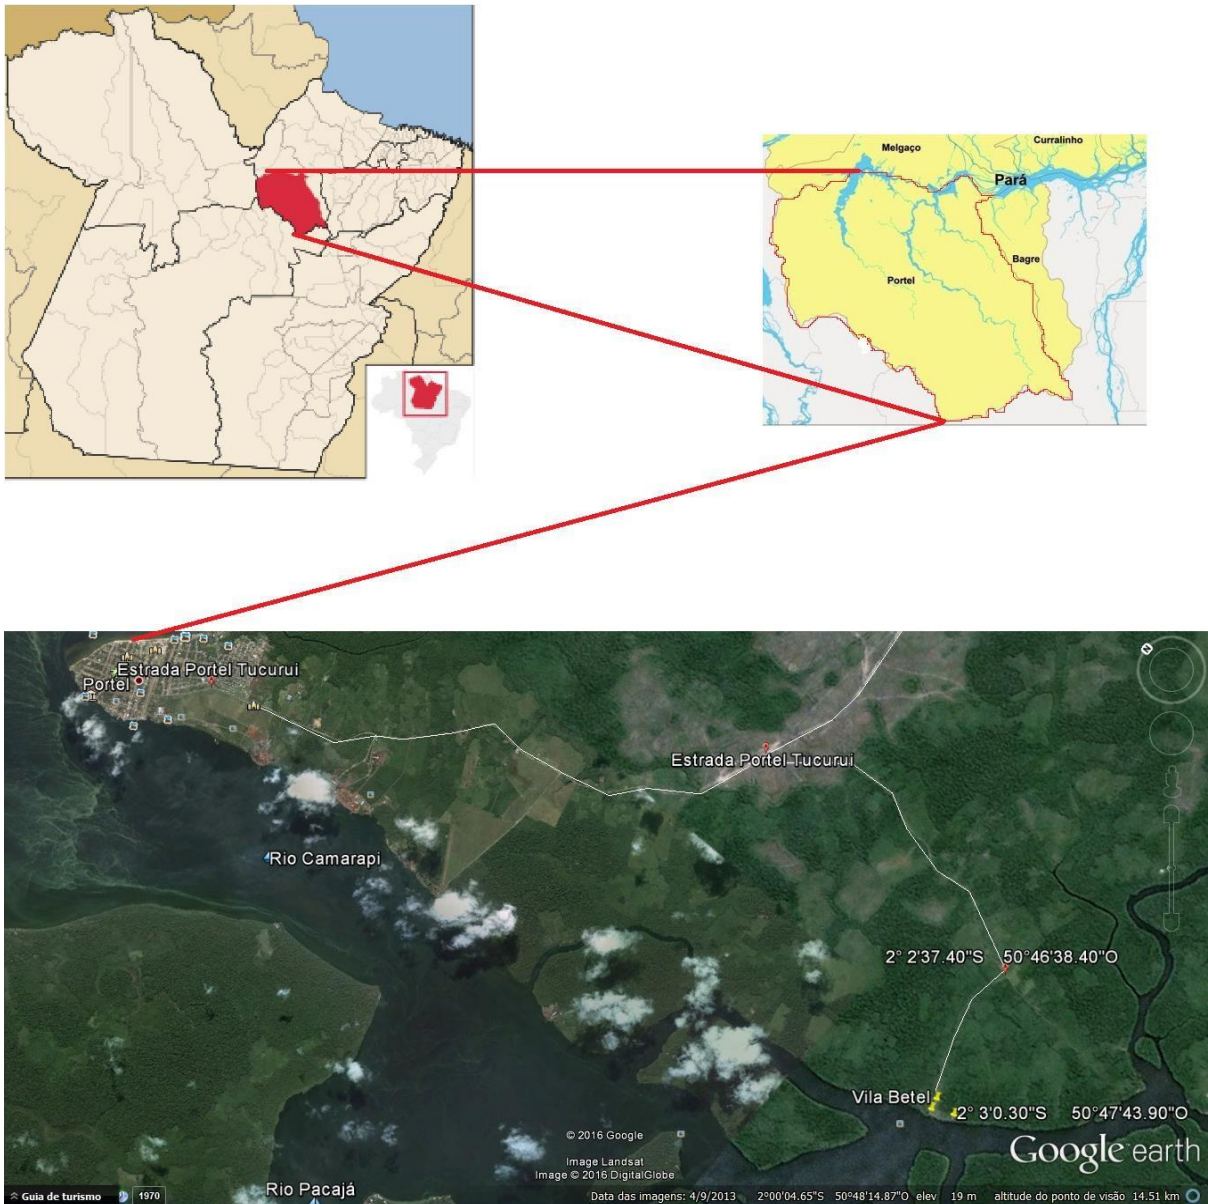 Melgaço
Curralinho
Pará
Bagre
Portel
Estrada Portel Tucurui
Portel
Estrada Portel Tucurui
Rio Camarapi
2° 2'37.40"S 50°46'38.40"O
Vila Betel
2° 3'0.30"S 50°47'43.90"O
© 2016 Google
Google earth
Image Landsat
Image © 2016 DigitalGlobe
Rio Pacajá
Guia de turismo 1970 Data das imagens: 4/9/2013 2°00'04.65"S 50°48'14.87"O elev 19 m altitude do ponto de visão 14.51 km